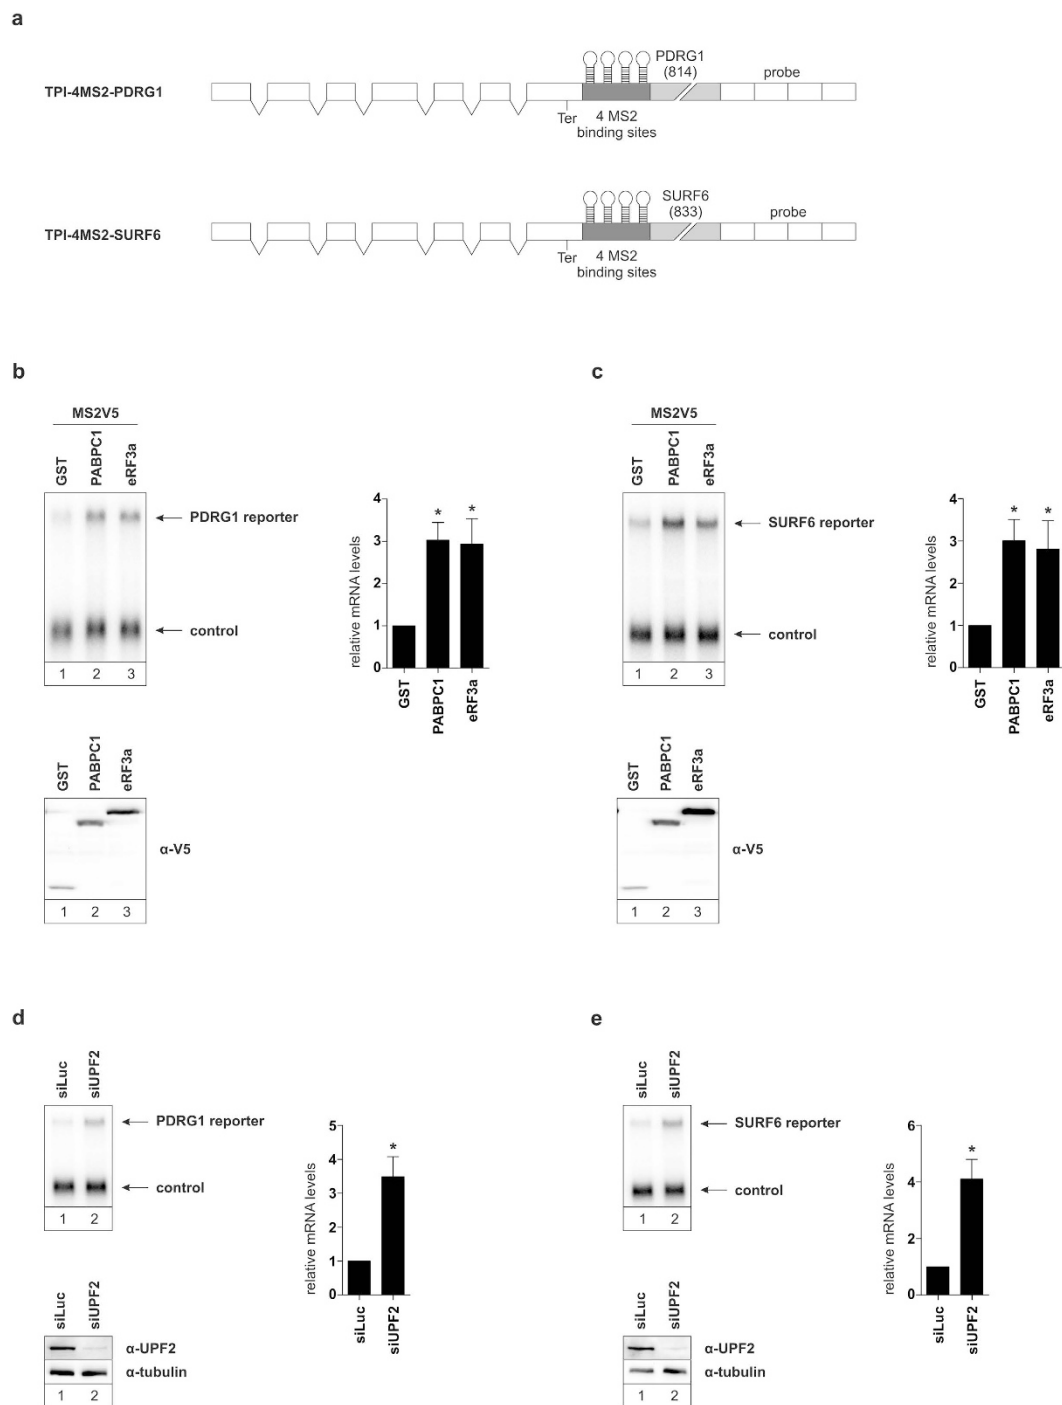 a
TPI-4MS2-PDRG1
PDRG1
(814)
probe
Ter
4 MS2
binding sites
TPI-4MS2-SURF6
SURF6
(833)
probe
Ter
4 MS2
binding sites
b
MS2V5
GST
PABPC1
eRF3a
PDRG1 reporter
control
1 2 3
relative mRNA levels
4
3
2
1
0
* *
GST
PABPC1
eRF3a
GST
PABPC1
eRF3a
α-V5
1 2 3
c
MS2V5
GST
PABPC1
eRF3a
SURF6 reporter
control
1 2 3
relative mRNA levels
4
3
2
1
0
* *
GST
PABPC1
eRF3a
GST
PABPC1
eRF3a
α-V5
1 2 3
d
siLuc
siUPF2
PDRG1 reporter
control
1 2
relative mRNA levels
5
4
3
2
1
0
*
siLuc
siUPF2
siLuc
siUPF2
α-UPF2
α-tubulin
1 2
e
siLuc
siUPF2
SURF6 reporter
control
1 2
relative mRNA levels
6
4
2
0
*
siLuc
siUPF2
siLuc
siUPF2
α-UPF2
α-tubulin
1 2